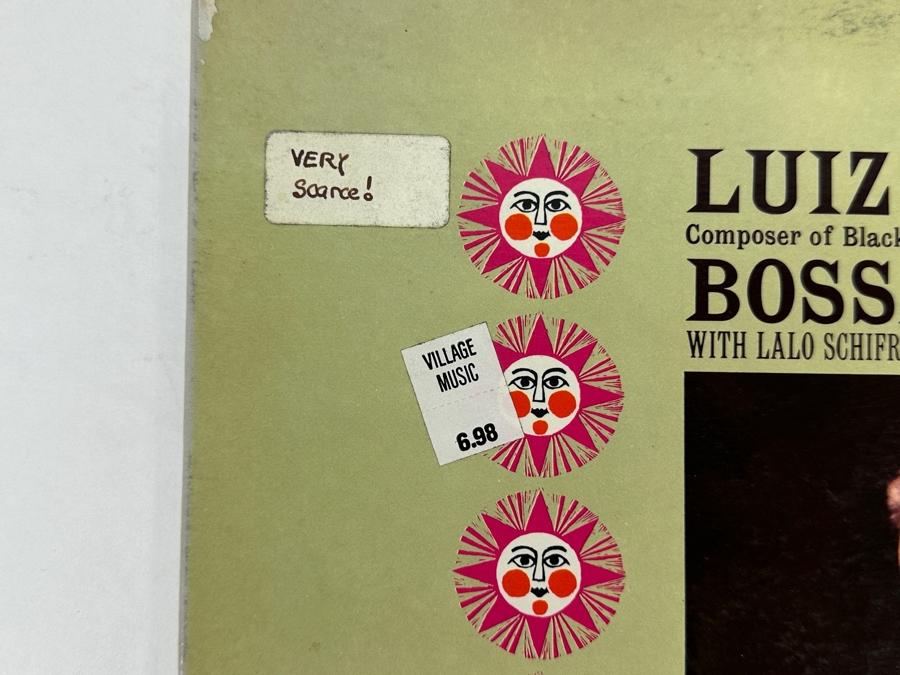 VERY
Scarce!
LUIZ
Composer of Black
BOSS
WITH LALO SCHIFR
VILLAGE
MUSIC
6.98